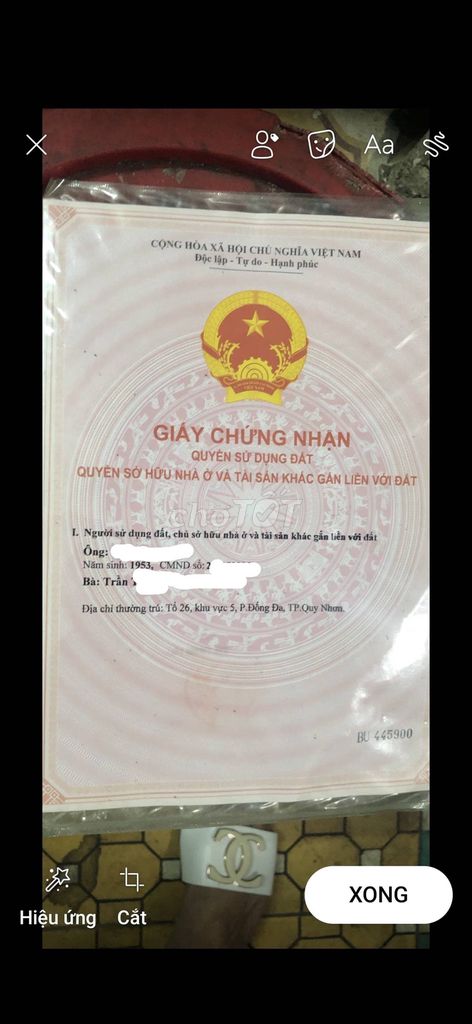 Aa
CỘNG HÒA XÃ HỘI CHỦ NGHĨA VIỆT NAM
Độc lập - Tự do - Hạnh phúc
GIẤY CHỨNG NHẬN
QUYỀN SỬ DỤNG ĐẤT
QUYỀN SỞ HỮU NHÀ Ở VÀ TÀI SẢN KHÁC GẮN LIỀN VỚI ĐẤT
choTỐT
I. Người sử dụng đất, chủ sở hữu nhà ở và tài sản khác gắn liền với đất
Ông:
Năm sinh: 1953, CMND số: 2
Bà: Trần
Địa chỉ thường trú: Tổ 26, khu vực 5, P.Đống Đa, TP.Quy Nhơn.
BU 445900
XONG
Hiệu ứng
Cắt